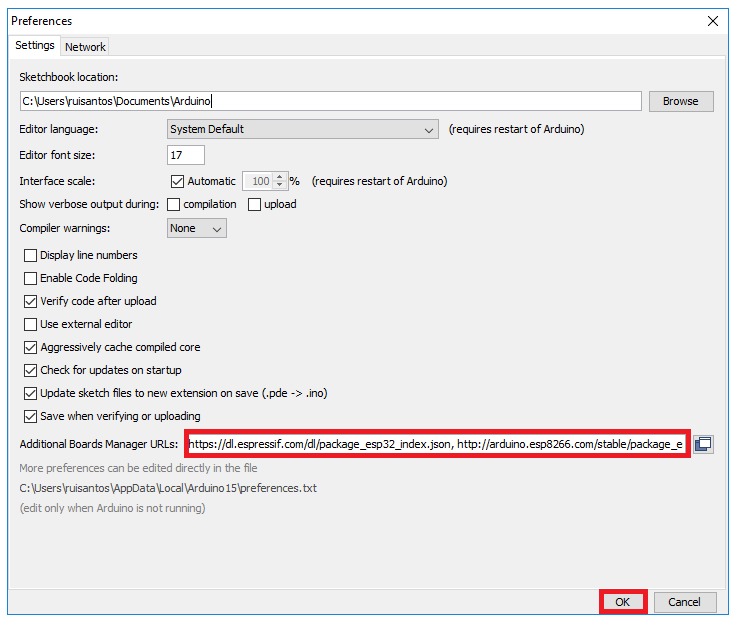 Preferences
Settings Network
Sketchbook location:
C:\Users\ruisantos\Documents\Arduino Browse
Editor language: System Default (requires restart of Arduino)
Editor font size: 17
Interface scale: Automatic 100 % (requires restart of Arduino)
Show verbose output during: compilation upload
Compiler warnings: None
Display line numbers
Enable Code Folding
Verify code after upload
Use external editor
Aggressively cache compiled core
Check for updates on startup
Update sketch files to new extension on save (.pde -> .ino)
Save when verifying or uploading
Additional Boards Manager URLs: https://dl.espressif.com/dl/package_esp32_index.json, http://arduino.esp8266.com/stable/package_e
More preferences can be edited directly in the file
C:\Users\ruisantos\AppData\Local\Arduino15\preferences.txt
(edit only when Arduino is not running)
OK Cancel